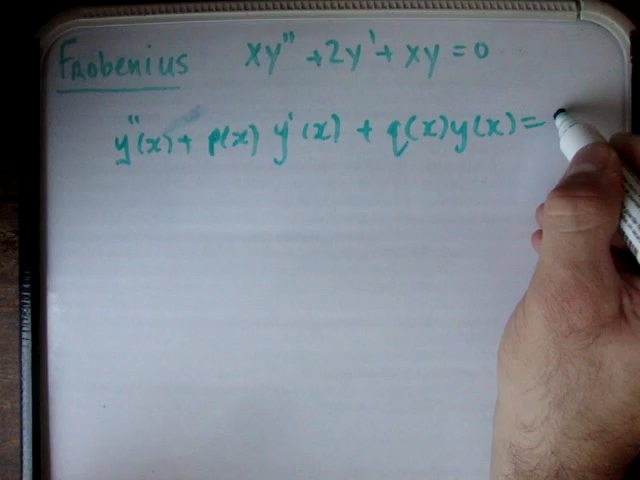 Frobenius xy'' + 2y' + xy = 0
y''(x) + p(x) y'(x) + q(x)y(x) =